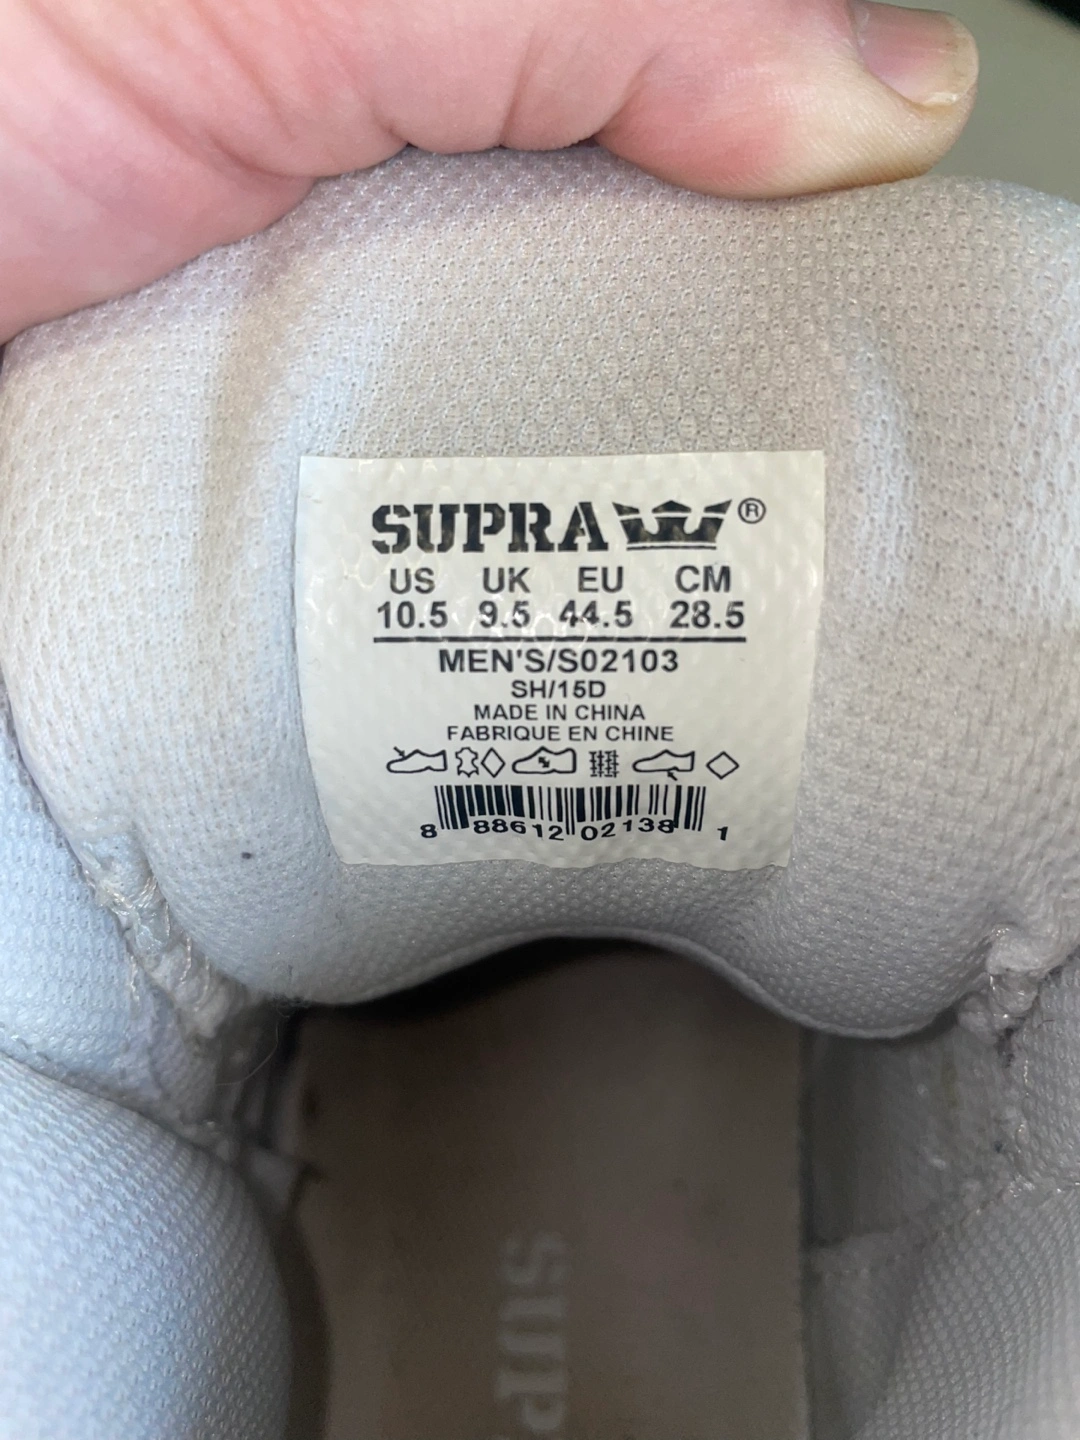 SUPRA ®
US UK EU CM
10.5 9.5 44.5 28.5
MEN'S/S02103
SH/15D
MADE IN CHINA
FABRIQUE EN CHINE
8 88612 02138 1
SUP